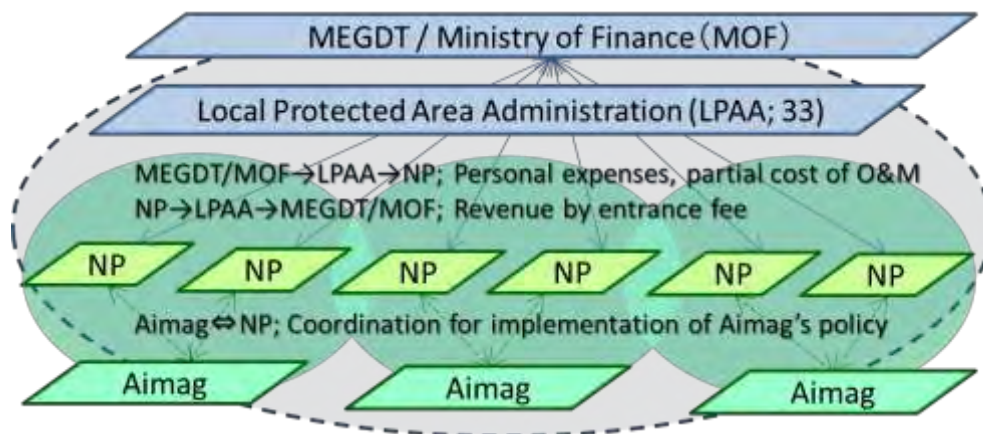 MEGDT / Ministry of Finance（MOF）
Local Protected Area Administration (LPAA; 33)
MEGDT/MOF→LPAA→NP; Personal expenses, partial cost of O&M
NP→LPAA→MEGDT/MOF; Revenue by entrance fee
NP NP NP NP NP NP
Aimag⇔NP; Coordination for implementation of Aimag's policy
Aimag Aimag Aimag